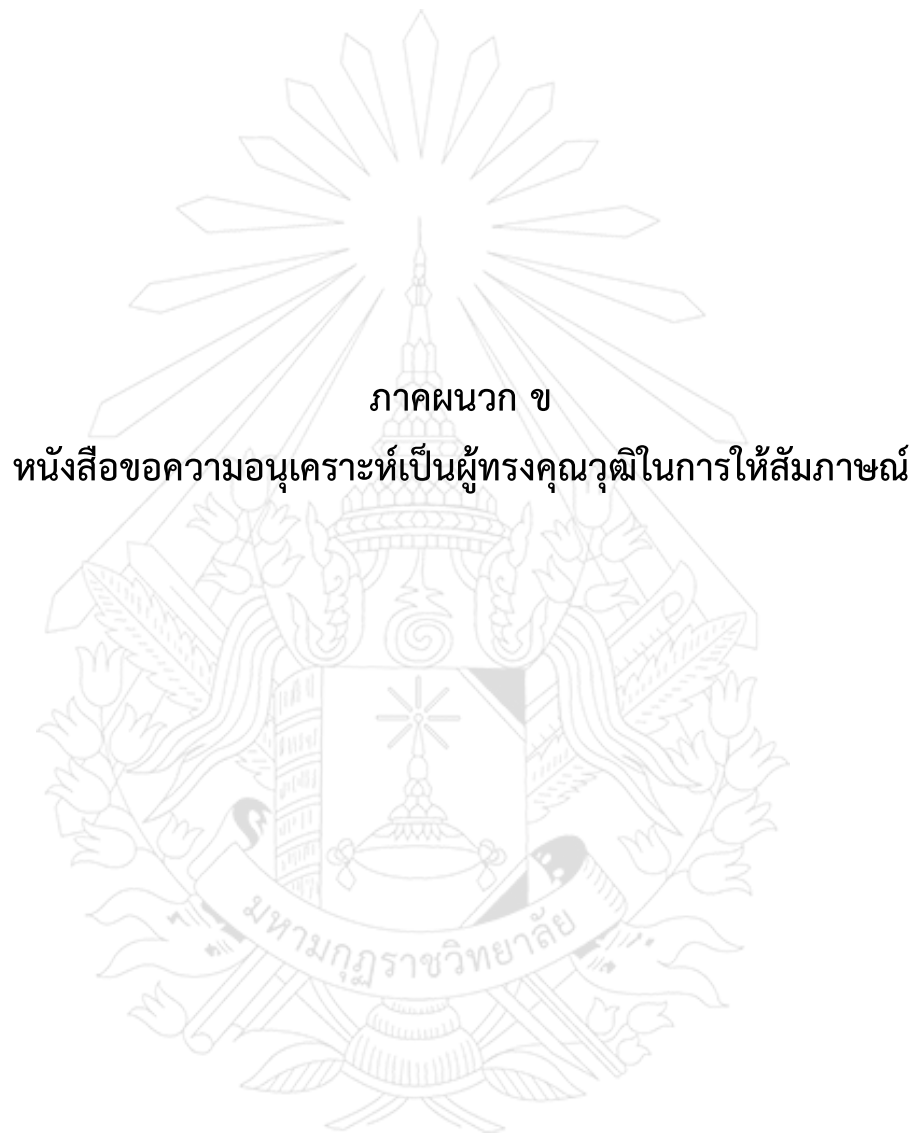 ภาคผนวก ข
หนังสือขอความอนุเคราะห์เป็นผู้ทรงคุณวุฒิในการให้สัมภาษณ์
มหามกุฏราชวิทยาลัย